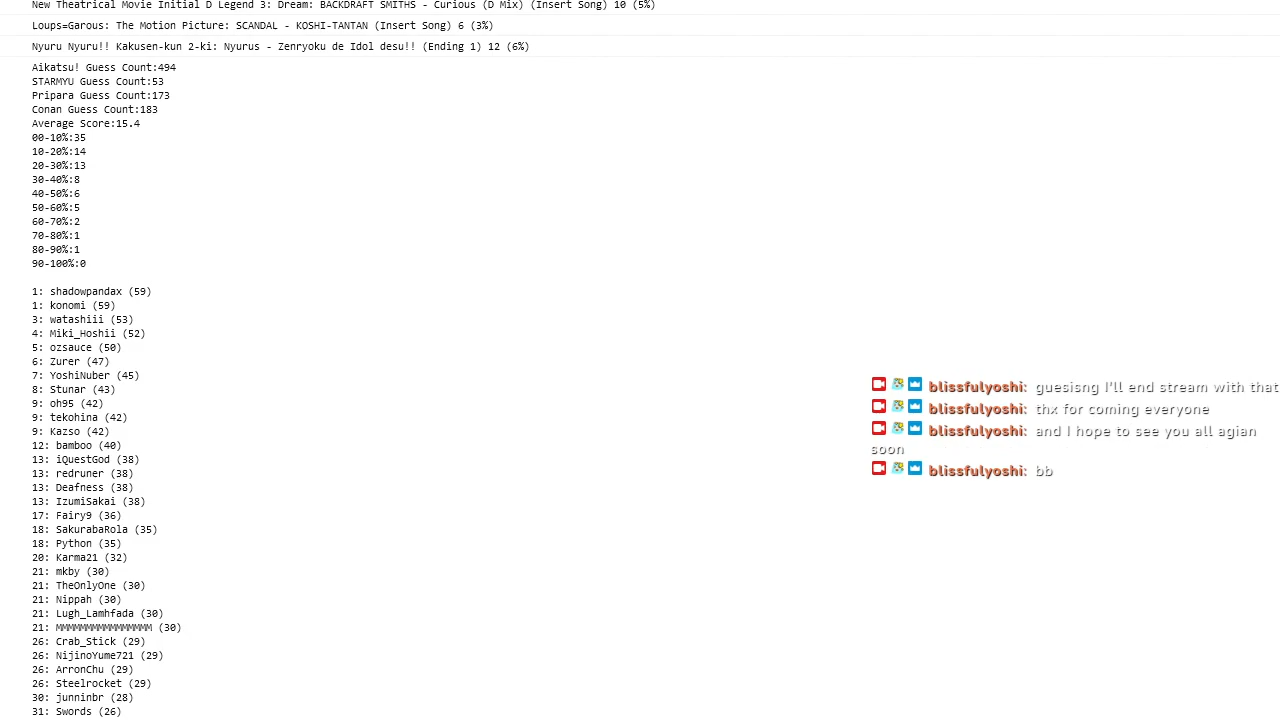 New Theatrical Movie Initial D Legend 3: Dream: BACKDRAFT SMITHS - Curious (D Mix) (Insert Song) 10 (5%)
Loups=Garous: The Motion Picture: SCANDAL - KOSHI-TANTAN (Insert Song) 6 (3%)
Nyuru Nyuru!! Kakusen-kun 2-ki: Nyurus - Zenryoku de Idol desu!! (Ending 1) 12 (6%)
Aikatsu! Guess Count:494
STARMYU Guess Count:53
Pripara Guess Count:173
Conan Guess Count:183
Average Score:15.4
00-10%:35
10-20%:14
20-30%:13
30-40%:8
40-50%:6
50-60%:5
60-70%:2
70-80%:1
80-90%:1
90-100%:0
1: shadowpandax (59)
1: konomi (59)
3: watashiii (53)
4: Miki_Hoshii (52)
5: ozsauce (50)
6: Zurer (47)
7: YoshiNuber (45)
8: Stunar (43)
9: oh95 (42)
9: tekohina (42)
9: Kazso (42)
12: bamboo (40)
13: iQuestGod (38)
13: redruner (38)
13: Deafness (38)
13: IzumiSakai (38)
17: Fairy9 (36)
18: SakurabaRola (35)
18: Python (35)
20: Karma21 (32)
21: mkby (30)
21: TheOnlyOne (30)
21: Nippah (30)
21: Lugh_Lamhfada (30)
21: MMMMMMMMMMMMMMMM (30)
26: Crab_Stick (29)
26: NijinoYume721 (29)
26: ArronChu (29)
26: Steelrocket (29)
30: junninbr (28)
31: Swords (26)
blissfulyoshi: guesisng I'll end stream with that
blissfulyoshi: thx for coming everyone
blissfulyoshi: and I hope to see you all agian
soon
blissfulyoshi: bb